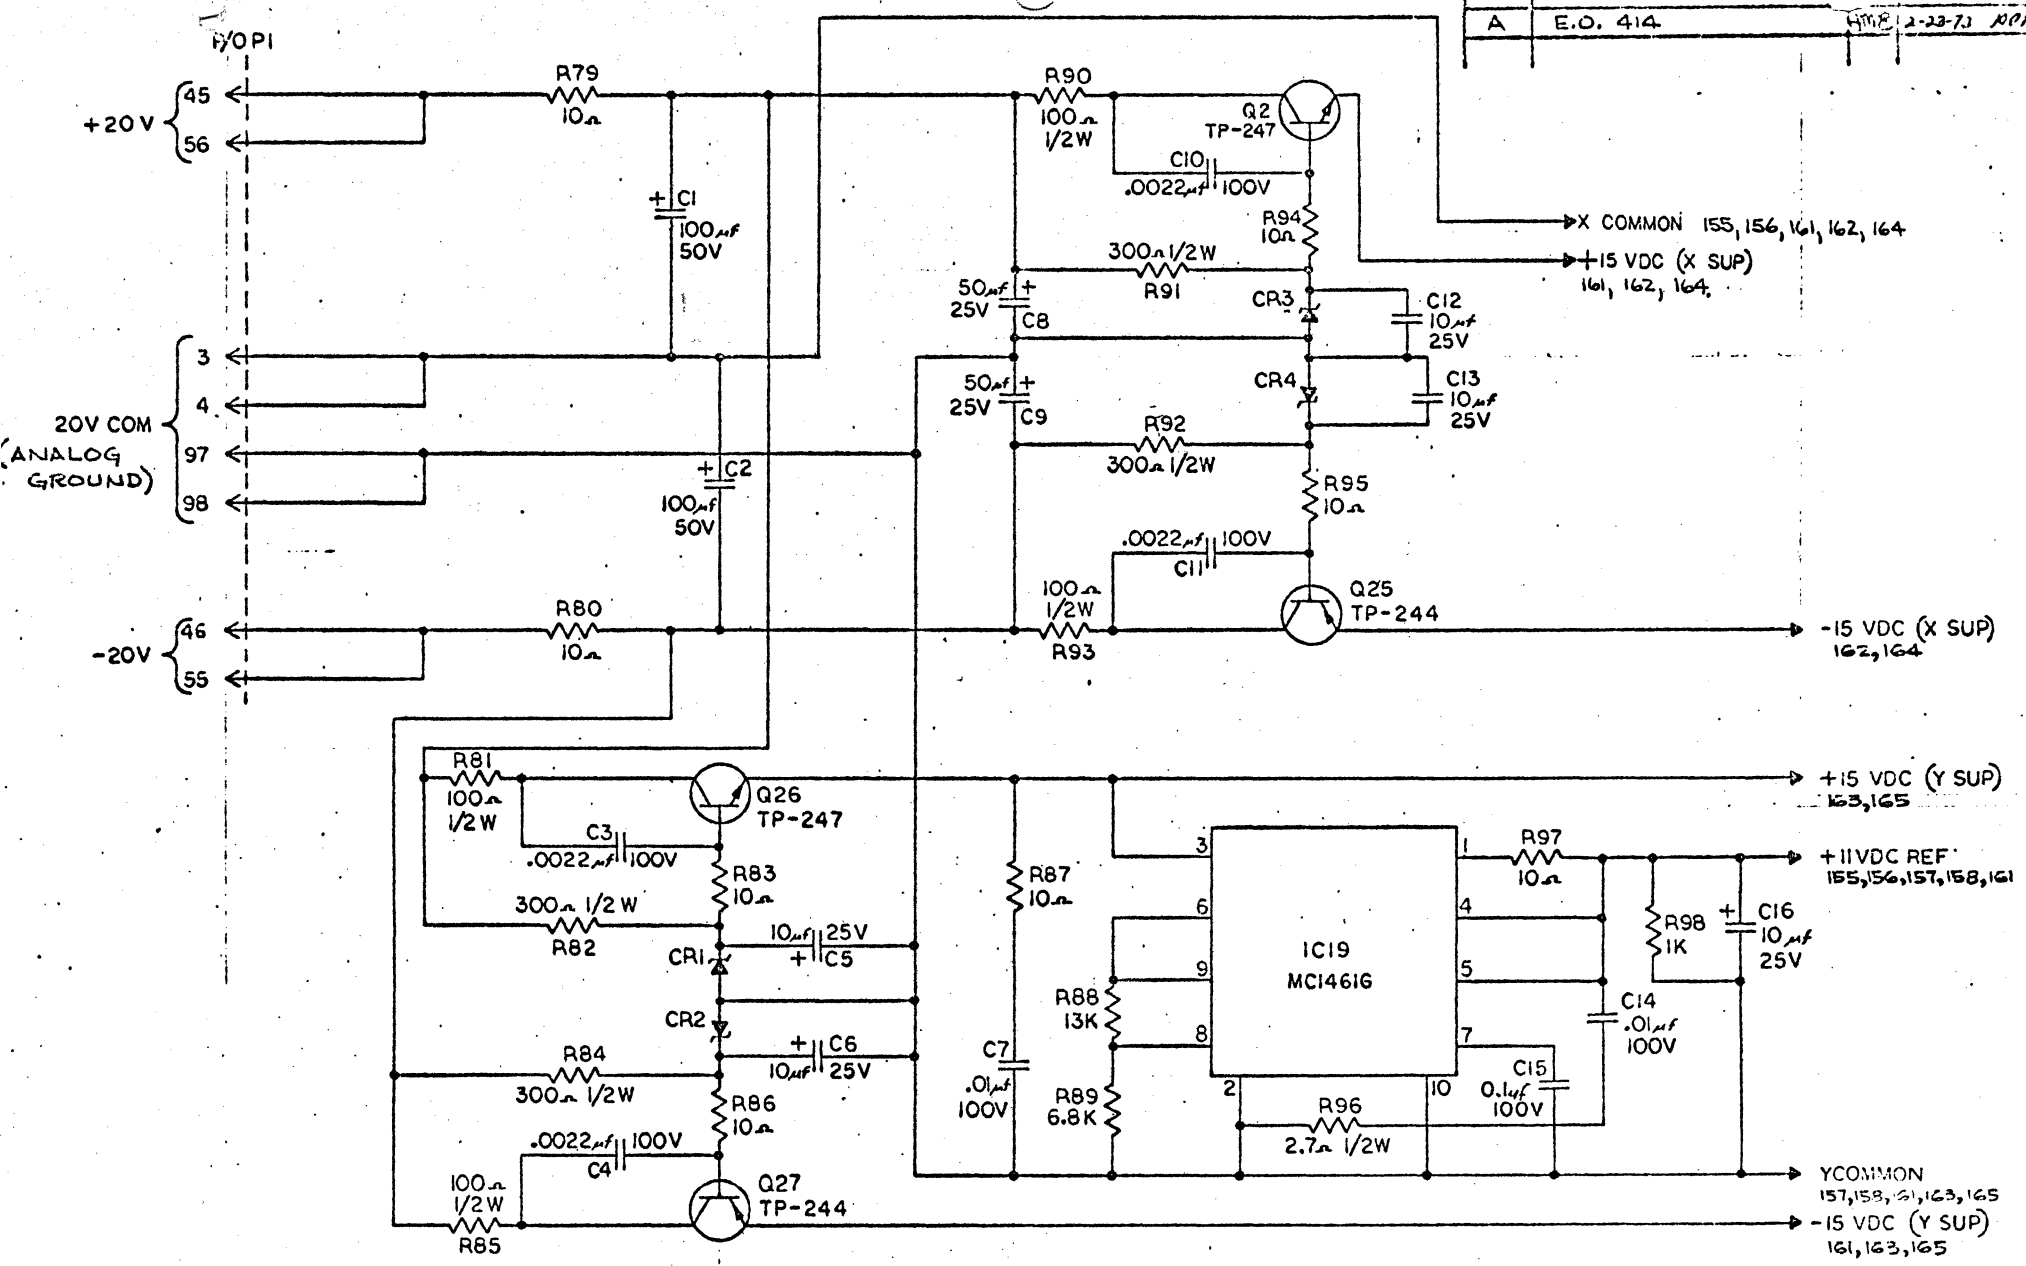 A E.O. 414 2-23-73
P/O P1
+20V
45
56
R79
10Ω
+ C1
100µf
50V
R90
100Ω
1/2W
Q2
TP-247
C10
.0022µf 100V
R94
10Ω
X COMMON 155, 156, 161, 162, 164
+15 VDC (X SUP)
161, 162, 164.
300Ω 1/2W
R91
50µf +
25V
C8
CR3
C12
10µf
25V
20V COM
(ANALOG
GROUND)
3
4
97
98
+ C2
100µf
50V
50µf +
25V
C9
CR4
C13
10µf
25V
R92
300Ω 1/2W
R95
10Ω
.0022µf 100V
C11
-20V
46
55
R80
10Ω
100Ω
1/2W
R93
Q25
TP-244
-15 VDC (X SUP)
162, 164
R81
100Ω
1/2W
Q26
TP-247
C3
.0022µf 100V
R83
10Ω
300Ω 1/2W
R82
10µf 25V
+ C5
CR1
CR2
+ C6
10µf 25V
R84
300Ω 1/2W
R86
10Ω
.0022µf 100V
C4
100Ω
1/2W
R85
Q27
TP-244
+15 VDC (Y SUP)
163, 165
R87
10Ω
C7
.01µf
100V
R88
13K
R89
6.8K
3
6
9
8
2
IC19
MC1461G
1
4
5
7
10
R97
10Ω
+11VDC REF
155, 156, 157, 158, 161
R98
1K
+ C16
10µf
25V
C14
.01µf
100V
C15
0.1µf
100V
R96
2.7Ω 1/2W
Y COMMON
157, 158, 161, 163, 165
-15 VDC (Y SUP)
161, 163, 165